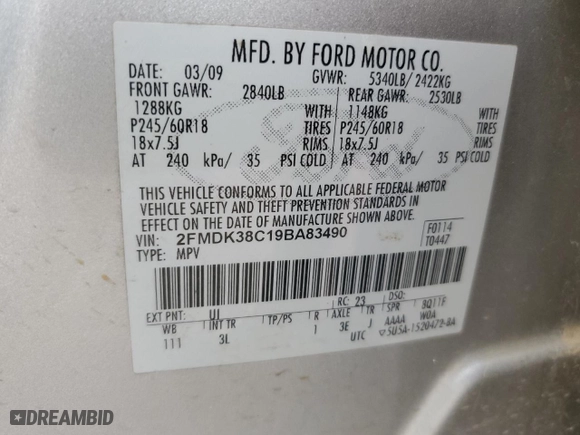 MFD. BY FORD MOTOR CO.
DATE: 03/09 GVWR: 5340LB/ 2422KG
FRONT GAWR: 2840LB REAR GAWR: 2530LB
1288KG WITH 1148KG WITH
P245/60R18 TIRES P245/60R18 TIRES
18x7.5J RIMS 18x7.5J RIMS
AT 240 kPa/ 35 PSI COLD AT 240 kPa/ 35 PSI COLD
THIS VEHICLE CONFORMS TO ALL APPLICABLE FEDERAL MOTOR
VEHICLE SAFETY AND THEFT PREVENTION STANDARDS IN
EFFECT ON THE DATE OF MANUFACTURE SHOWN ABOVE.
VIN: 2FMDK38C19BA83490 F0114
TYPE: MPV T0447
EXT PNT: UI RC: 23 DSO:
WB INT TR TP/PS R AXLE TR SPR
111 3L 1 3E J AAAA WOA
UTC 5U5A-1520472-BA
DREAMBID